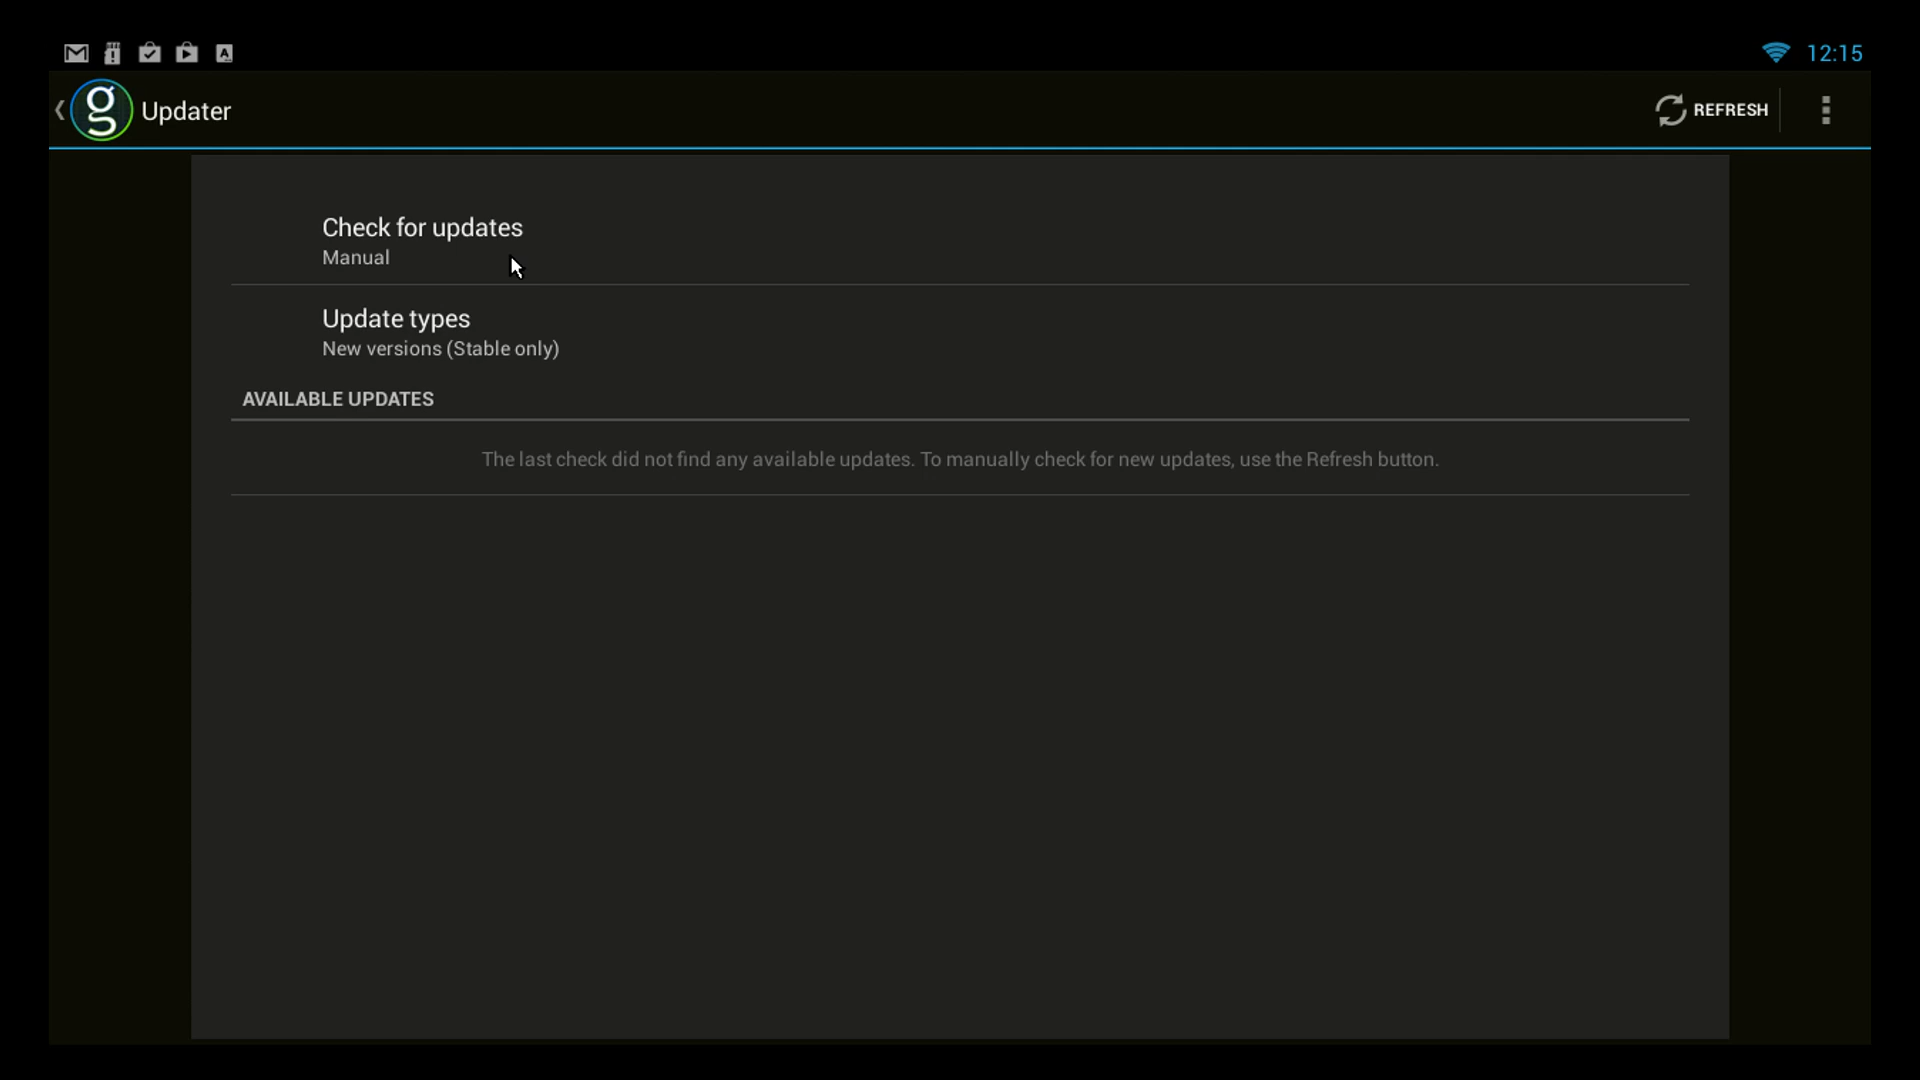 12:15
g Updater
REFRESH
Check for updates
Manual
Update types
New versions (Stable only)
AVAILABLE UPDATES
The last check did not find any available updates. To manually check for new updates, use the Refresh button.